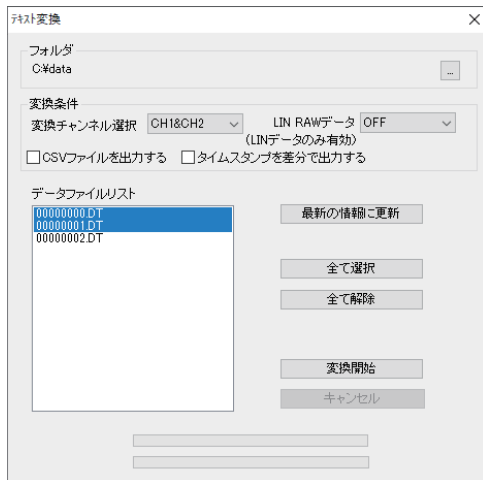 テキスト変換
フォルダ
C:¥data
...
変換条件
変換チャンネル選択 CH1&CH2 LIN RAWデータ OFF
(LINデータのみ有効)
CSVファイルを出力する タイムスタンプを差分で出力する
データファイルリスト
00000000.DT
00000001.DT
00000002.DT
最新の情報に更新
全て選択
全て解除
変換開始
キャンセル